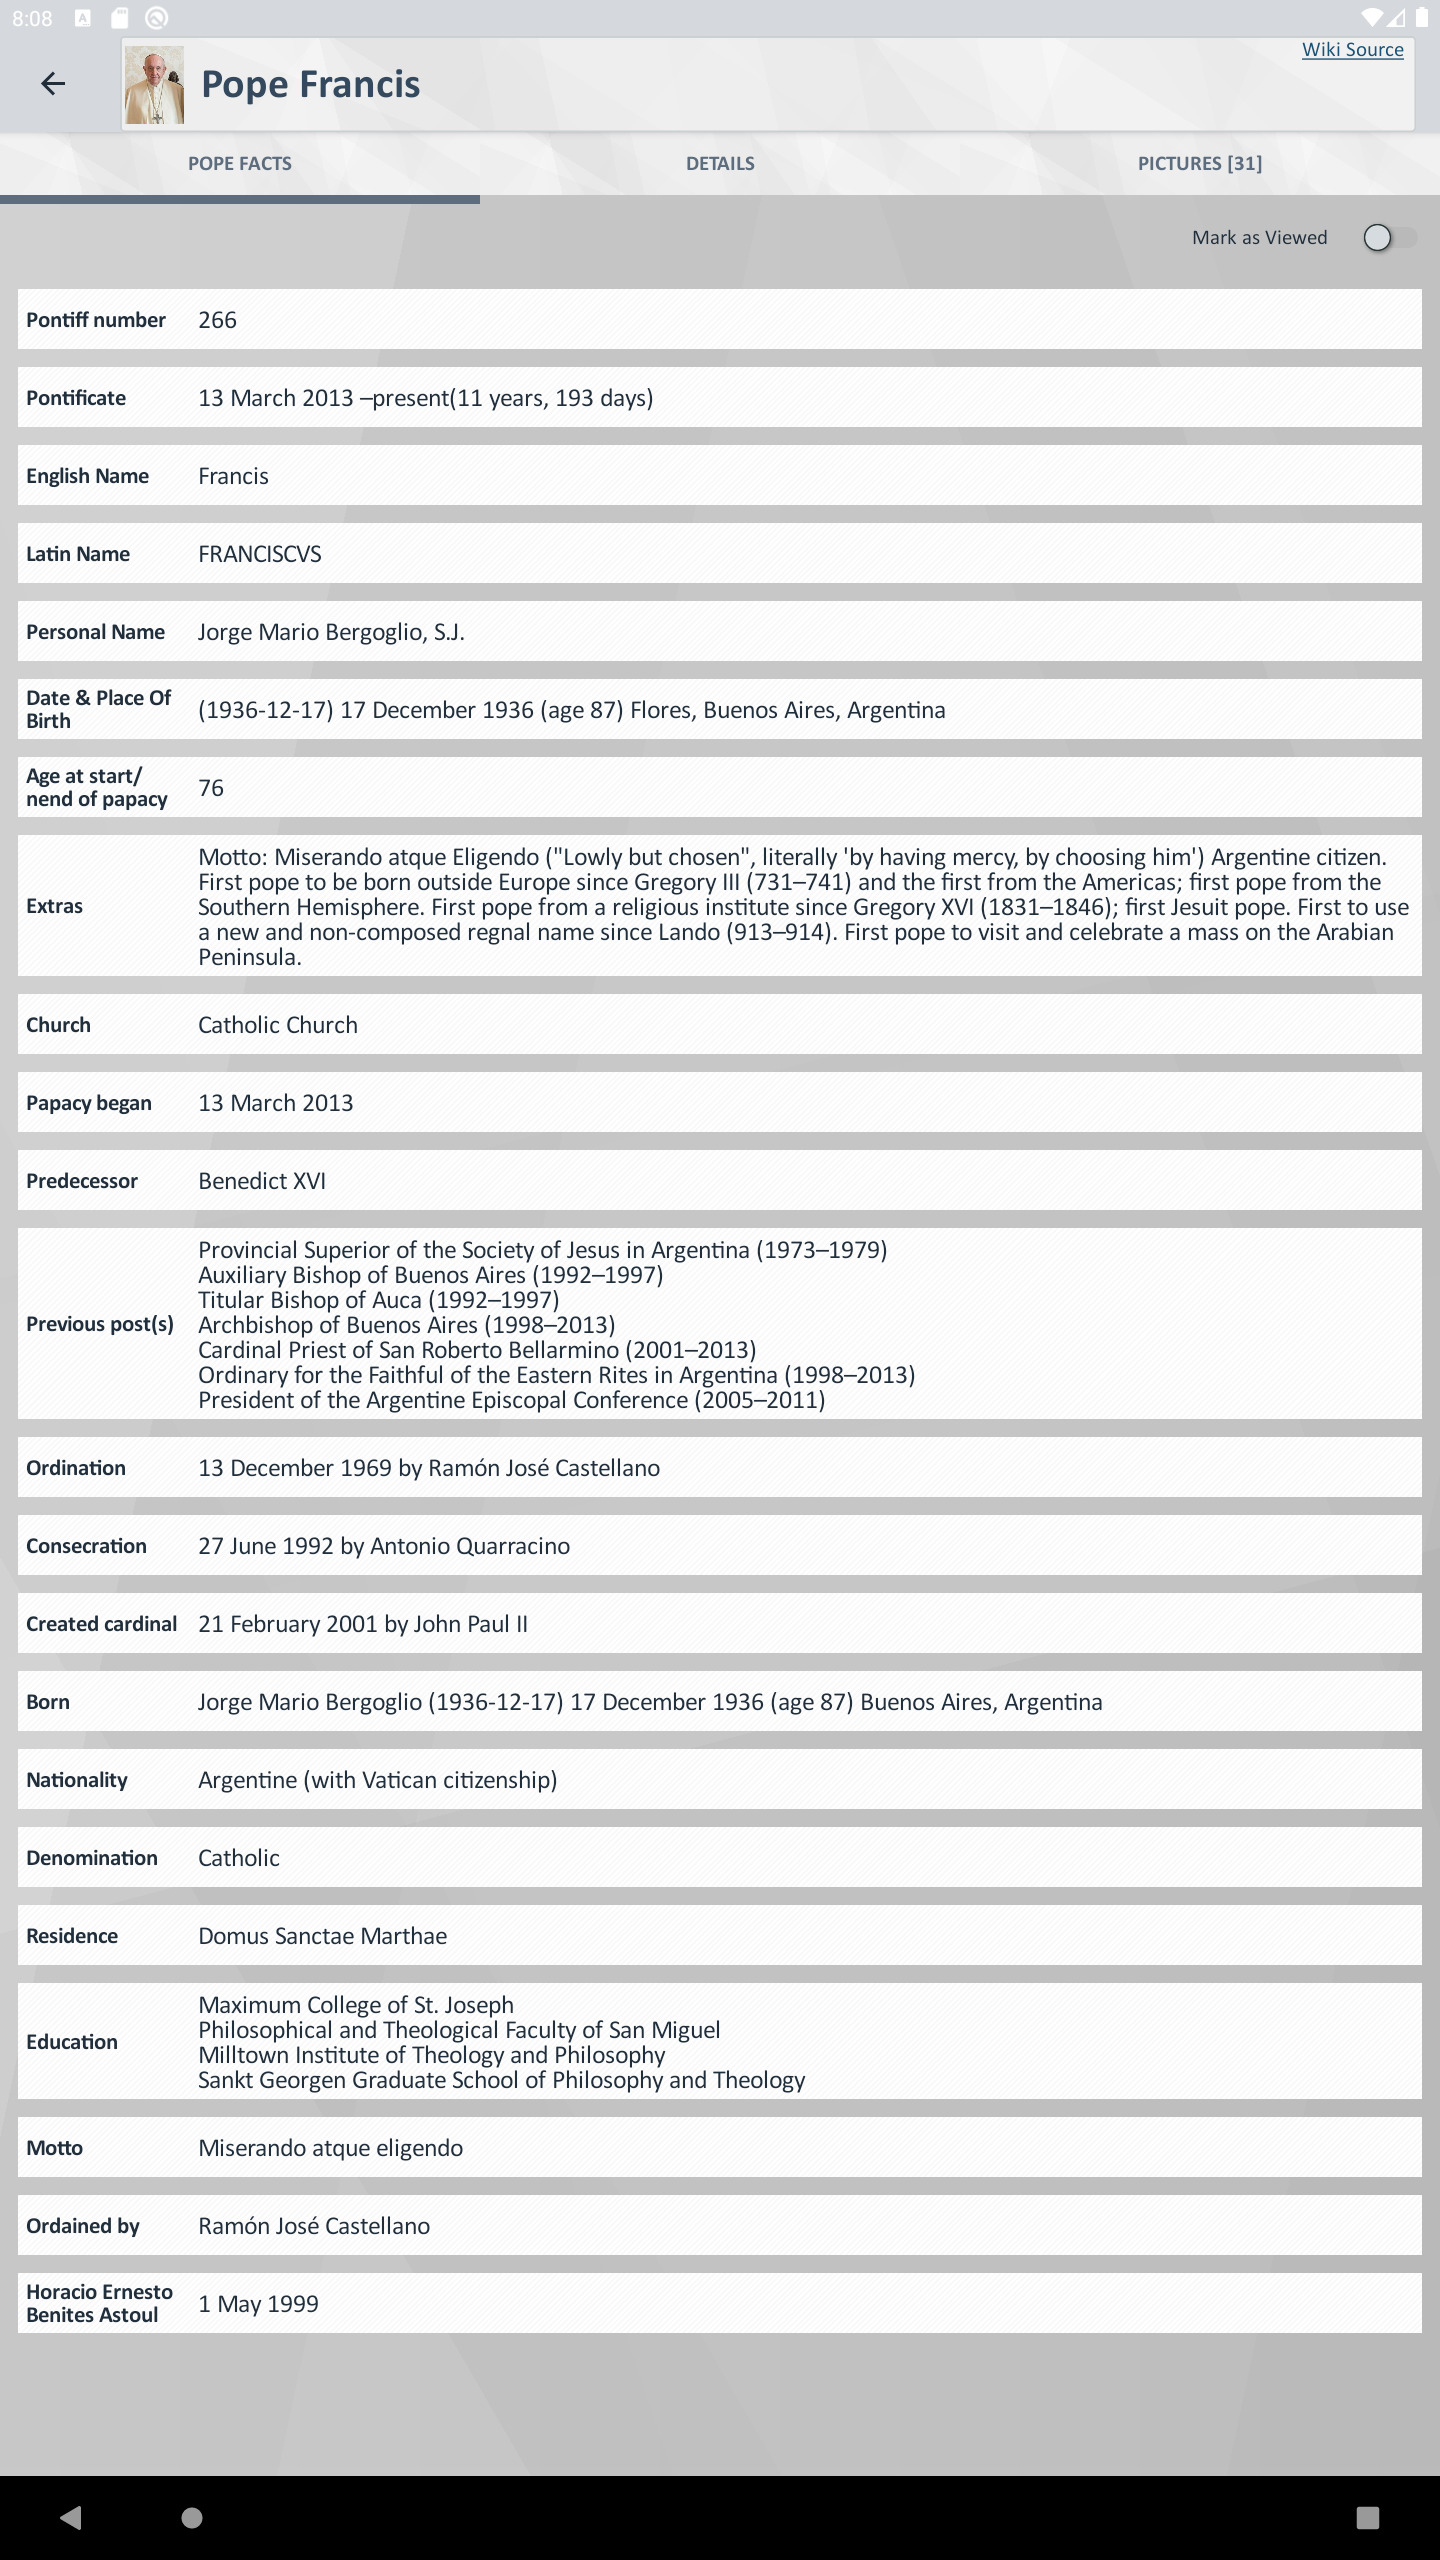 8:08
Wiki Source
Pope Francis
POPE FACTS
DETAILS
PICTURES [31]
Mark as Viewed
Pontiff number
266
Pontificate
13 March 2013 –present(11 years, 193 days)
English Name
Francis
Latin Name
FRANCISCVS
Personal Name
Jorge Mario Bergoglio, S.J.
Date & Place Of
Birth
(1936-12-17) 17 December 1936 (age 87) Flores, Buenos Aires, Argentina
Age at start/
nend of papacy
76
Extras
Motto: Miserando atque Eligendo ("Lowly but chosen", literally 'by having mercy, by choosing him') Argentine citizen.
First pope to be born outside Europe since Gregory III (731–741) and the first from the Americas; first pope from the
Southern Hemisphere. First pope from a religious institute since Gregory XVI (1831–1846); first Jesuit pope. First to use
a new and non-composed regnal name since Lando (913–914). First pope to visit and celebrate a mass on the Arabian
Peninsula.
Church
Catholic Church
Papacy began
13 March 2013
Predecessor
Benedict XVI
Previous post(s)
Provincial Superior of the Society of Jesus in Argentina (1973–1979)
Auxiliary Bishop of Buenos Aires (1992–1997)
Titular Bishop of Auca (1992–1997)
Archbishop of Buenos Aires (1998–2013)
Cardinal Priest of San Roberto Bellarmino (2001–2013)
Ordinary for the Faithful of the Eastern Rites in Argentina (1998–2013)
President of the Argentine Episcopal Conference (2005–2011)
Ordination
13 December 1969 by Ramón José Castellano
Consecration
27 June 1992 by Antonio Quarracino
Created cardinal
21 February 2001 by John Paul II
Born
Jorge Mario Bergoglio (1936-12-17) 17 December 1936 (age 87) Buenos Aires, Argentina
Nationality
Argentine (with Vatican citizenship)
Denomination
Catholic
Residence
Domus Sanctae Marthae
Education
Maximum College of St. Joseph
Philosophical and Theological Faculty of San Miguel
Milltown Institute of Theology and Philosophy
Sankt Georgen Graduate School of Philosophy and Theology
Motto
Miserando atque eligendo
Ordained by
Ramón José Castellano
Horacio Ernesto
Benites Astoul
1 May 1999